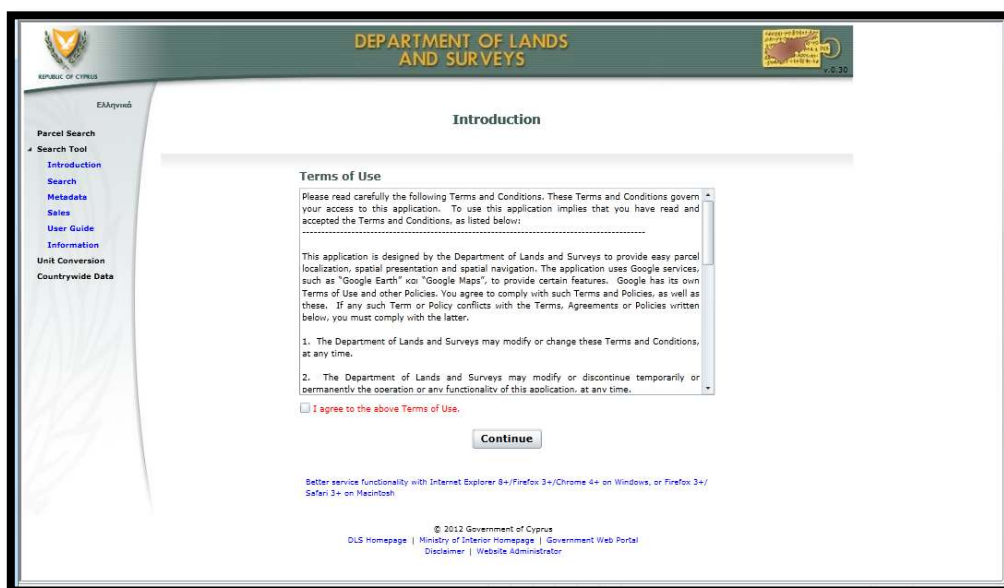 DEPARTMENT OF LANDS
AND SURVEYS
REPUBLIC OF CYPRUS
v.0.30
Ελληνικά
Parcel Search
Search Tool
Introduction
Search
Metadata
Sales
User Guide
Information
Unit Conversion
Countrywide Data
Introduction
Terms of Use
Please read carefully the following Terms and Conditions. These Terms and Conditions govern
your access to this application. To use this application implies that you have read and
accepted the Terms and Conditions, as listed below:
--------------------------------------------------------------------------------------
This application is designed by the Department of Lands and Surveys to provide easy parcel
localization, spatial presentation and spatial navigation. The application uses Google services,
such as "Google Earth" και "Google Maps", to provide certain features. Google has its own
Terms of Use and other Policies. You agree to comply with such Terms and Policies, as well as
these. If any such Term or Policy conflicts with the Terms, Agreements or Policies written
below, you must comply with the latter.
1. The Department of Lands and Surveys may modify or change these Terms and Conditions,
at any time.
2. The Department of Lands and Surveys may modify or discontinue temporarily or
permanently the operation or any functionality of this application, at any time.
I agree to the above Terms of Use.
Continue
Better service functionality with Internet Explorer 8+/Firefox 3+/Chrome 4+ on Windows, or Firefox 3+/
Safari 3+ on Macintosh
© 2012 Government of Cyprus
DLS Homepage | Ministry of Interior Homepage | Government Web Portal
Disclaimer | Website Administrator